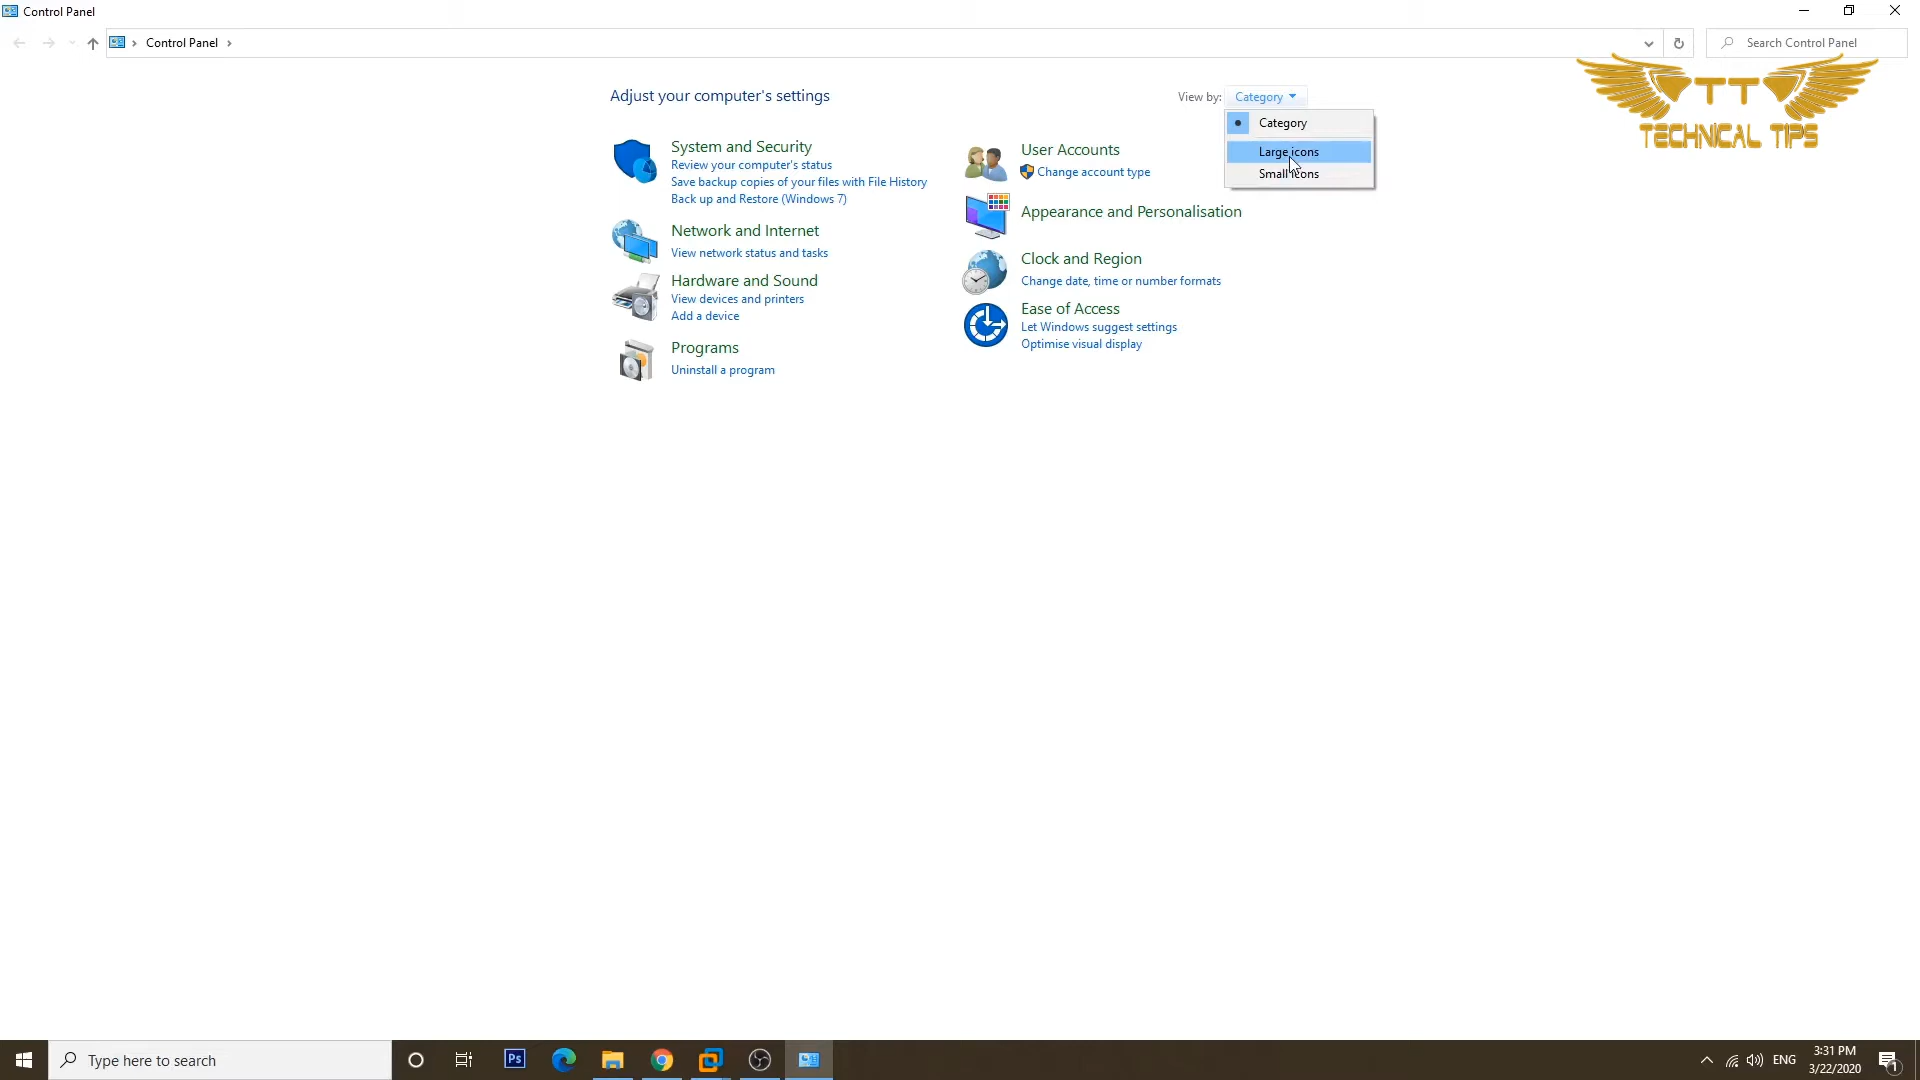 Control Panel
Control Panel
Search Control Panel
TT
TECHNICAL TIPS
Adjust your computer's settings
View by: Category
Category
Large icons
Small icons
System and Security
Review your computer's status
Save backup copies of your files with File History
Back up and Restore (Windows 7)
Network and Internet
View network status and tasks
Hardware and Sound
View devices and printers
Add a device
Programs
Uninstall a program
User Accounts
Change account type
Appearance and Personalisation
Clock and Region
Change date, time or number formats
Ease of Access
Let Windows suggest settings
Optimise visual display
Type here to search
Ps
ENG
3:31 PM
3/22/2020
1